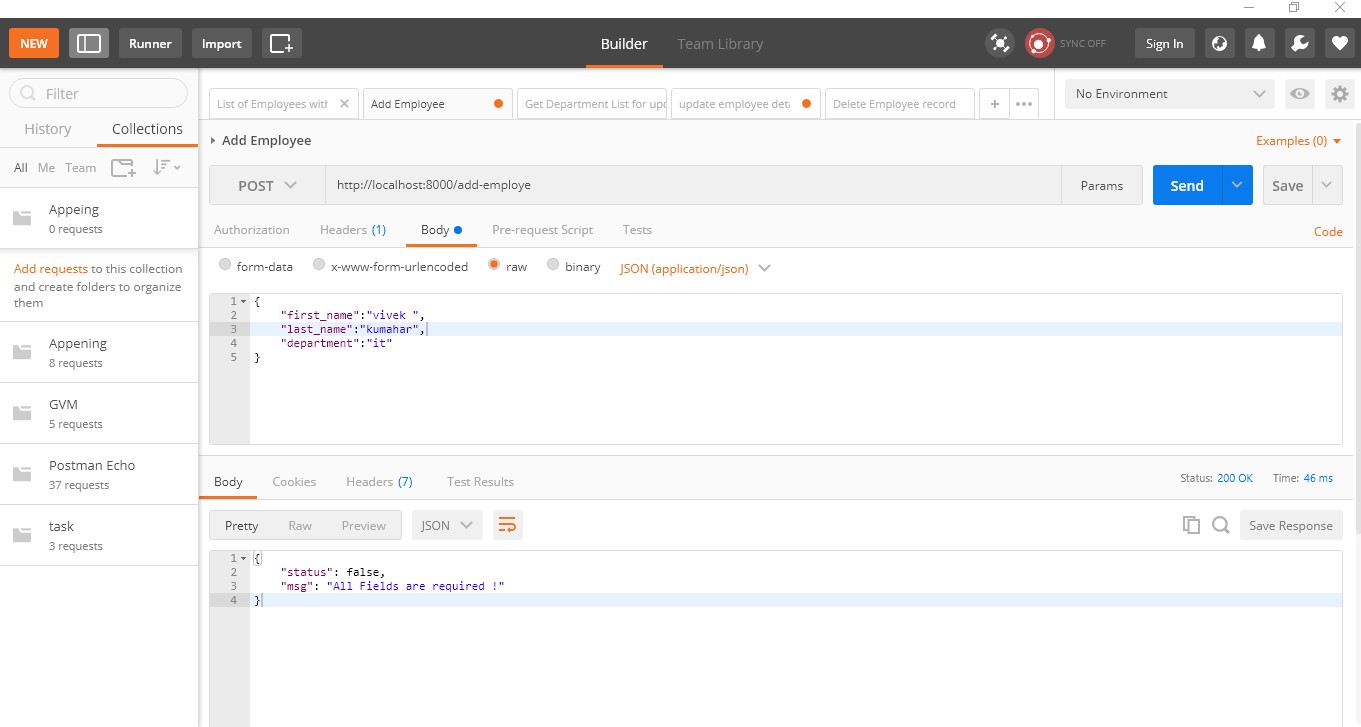 NEW Runner Import Builder Team Library SYNC OFF Sign In
Filter
History Collections
All Me Team
Appeing
0 requests
Add requests to this collection
and create folders to organize
them
Appening
8 requests
GVM
5 requests
Postman Echo
37 requests
task
3 requests
List of Employees with Add Employee Get Department List for upd update employee deta Delete Employee record + ••• No Environment
Add Employee Examples (0)
POST http://localhost:8000/add-employe Params Send Save
Authorization Headers (1) Body Pre-request Script Tests Code
form-data x-www-form-urlencoded raw binary JSON (application/json)
1 {
2 "first_name":"vivek ",
3 "last_name":"kumahar",
4 "department":"it"
5 }
Body Cookies Headers (7) Test Results Status: 200 OK Time: 46 ms
Pretty Raw Preview JSON Save Response
1 {
2 "status": false,
3 "msg": "All Fields are required !"
4 }